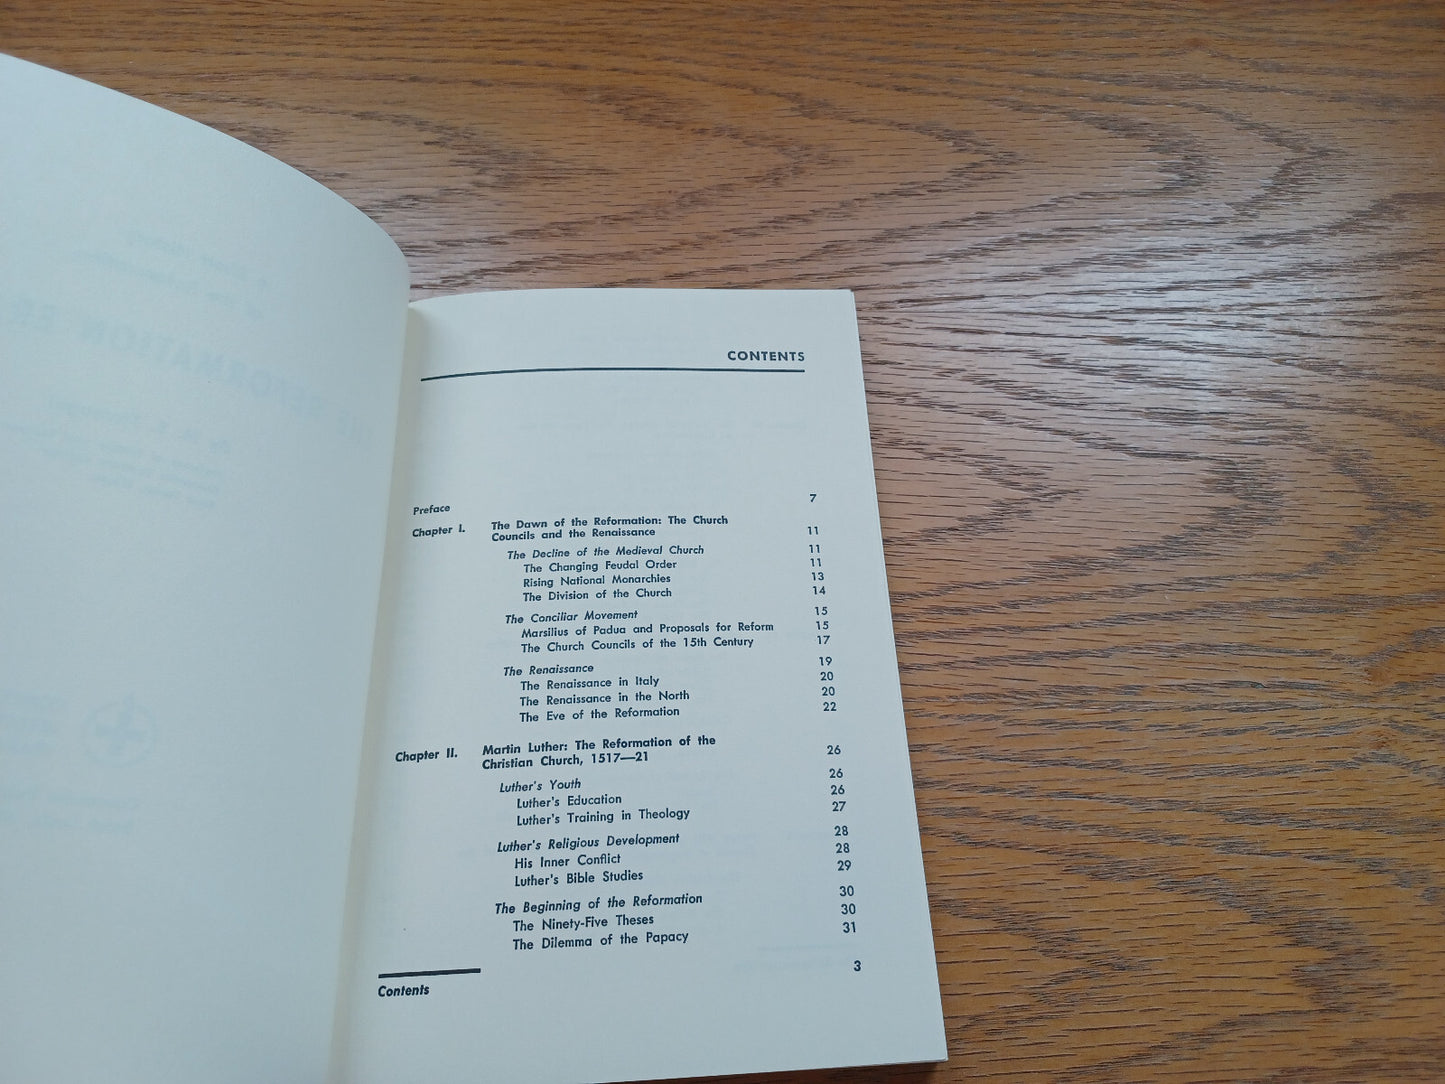 CONTENTS
Preface 7
Chapter I. The Dawn of the Reformation: The Church
Councils and the Renaissance 11
The Decline of the Medieval Church 11
The Changing Feudal Order 11
Rising National Monarchies 13
The Division of the Church 14
The Conciliar Movement 15
Marsilius of Padua and Proposals for Reform 15
The Church Councils of the 15th Century 17
The Renaissance 19
The Renaissance in Italy 20
The Renaissance in the North 20
The Eve of the Reformation 22
Chapter II. Martin Luther: The Reformation of the
Christian Church, 1517—21 26
Luther's Youth 26
Luther's Education 26
Luther's Training in Theology 27
Luther's Religious Development 28
His Inner Conflict 28
Luther's Bible Studies 29
The Beginning of the Reformation 30
The Ninety-Five Theses 30
The Dilemma of the Papacy 31
3
Contents